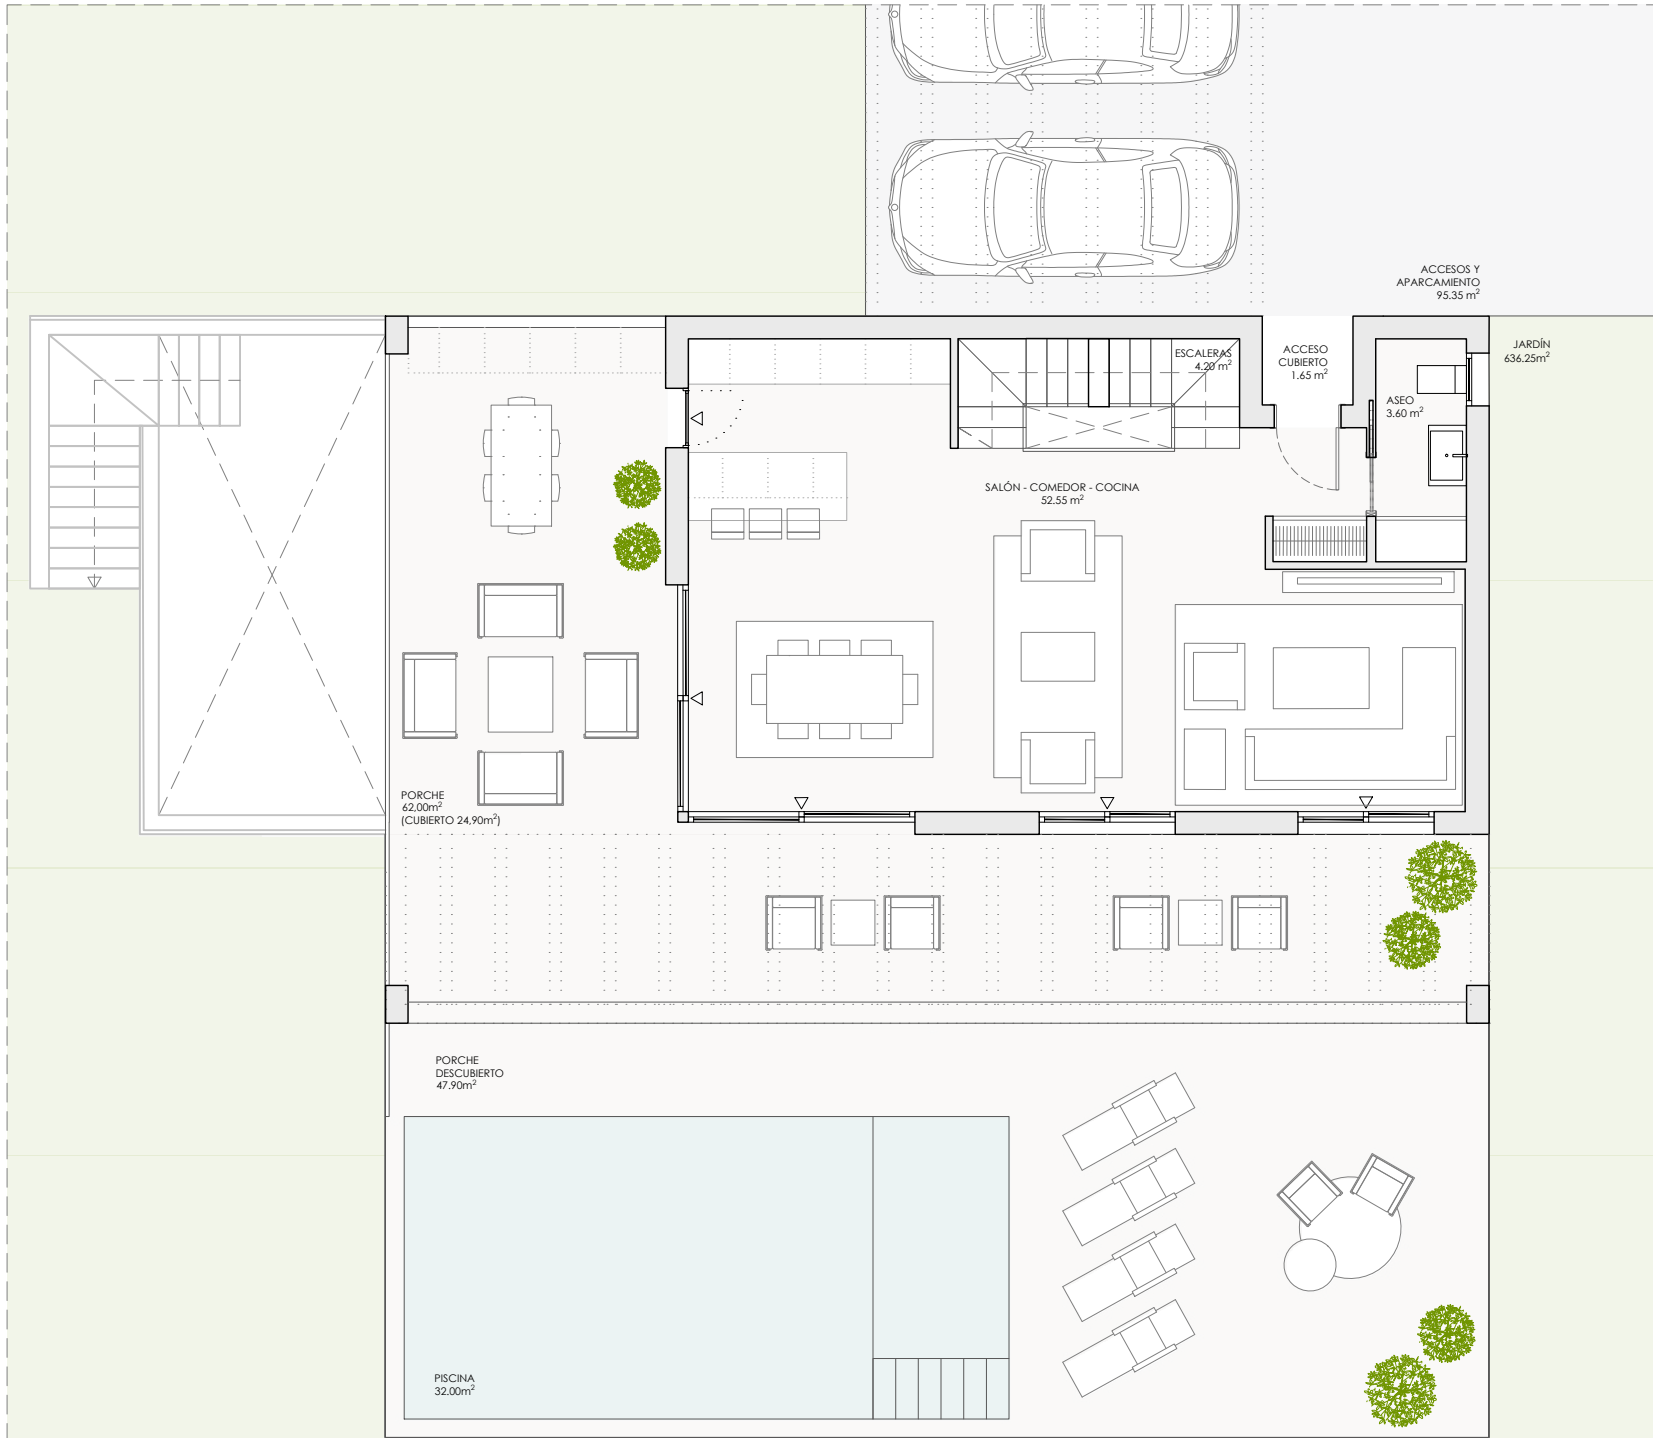 ACCESOS Y
APARCAMIENTO
95.35 m²
JARDÍN
636.25m²
ESCALERAS
4.20 m²
ACCESO
CUBIERTO
1.65 m²
ASEO
3.60 m²
SALÓN - COMEDOR - COCINA
52.55 m²
PORCHE
62,00m²
(CUBIERTO 24,90m²)
PORCHE
DESCUBIERTO
47.90m²
PISCINA
32.00m²